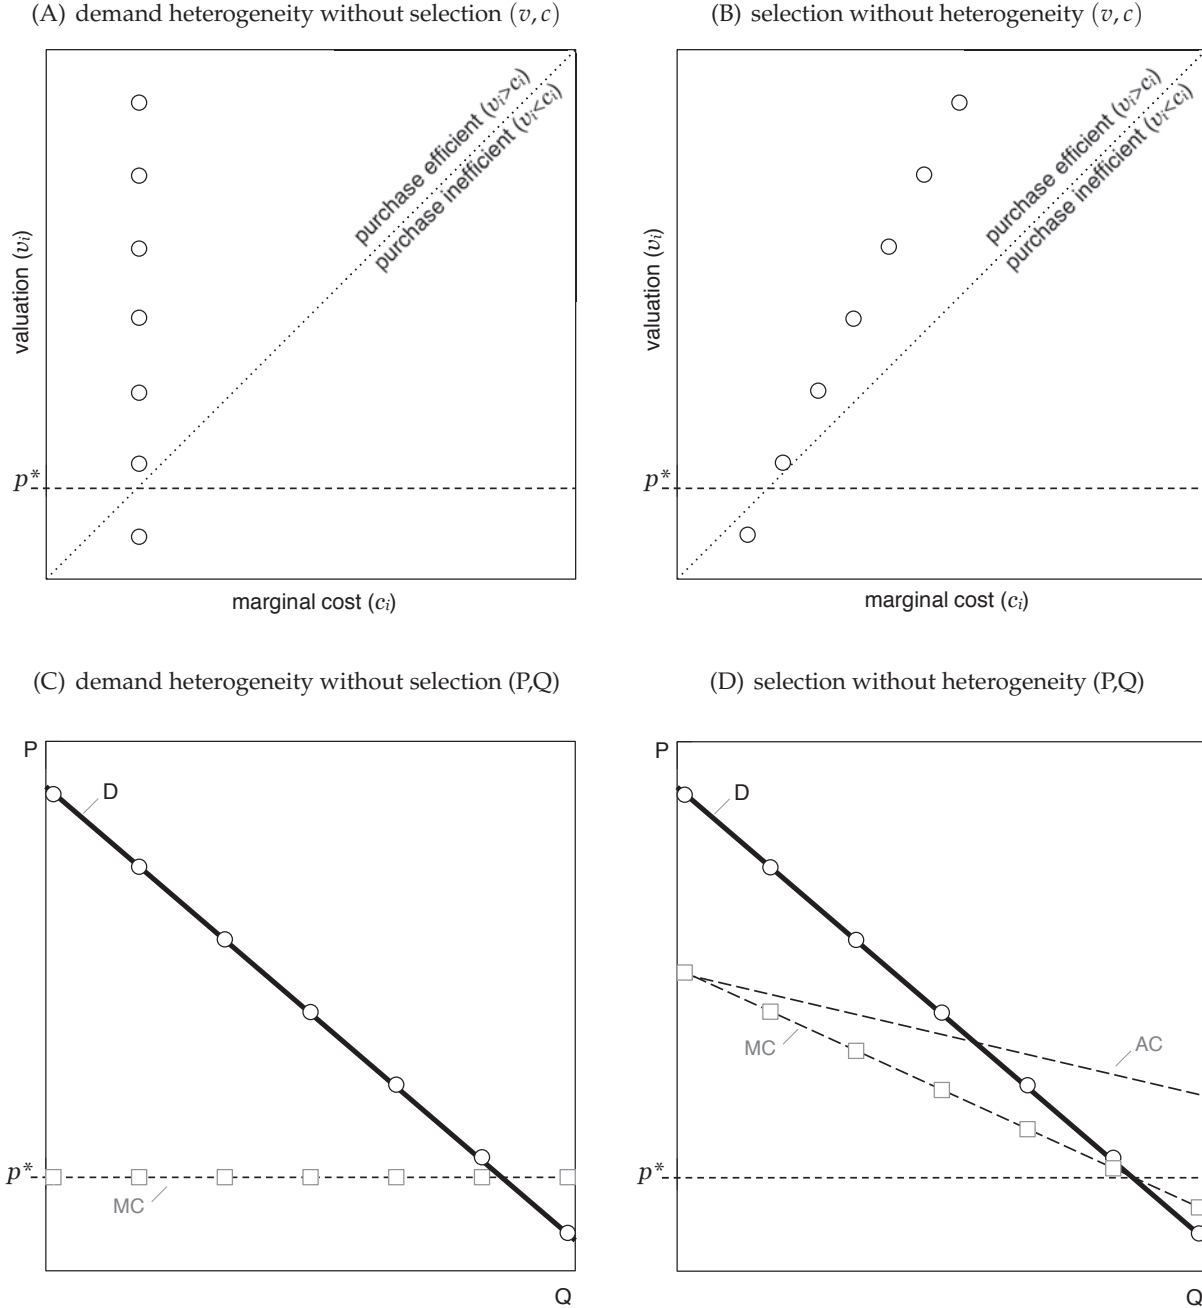 (A) demand heterogeneity without selection (v, c)
purchase efficient (vi>ci)
purchase inefficient (vi<ci)
valuation (vi)
p*
marginal cost (ci)
(B) selection without heterogeneity (v, c)
purchase efficient (vi>ci)
purchase inefficient (vi<ci)
valuation (vi)
p*
marginal cost (ci)
(C) demand heterogeneity without selection (P,Q)
P
D
p*
MC
Q
(D) selection without heterogeneity (P,Q)
P
D
MC
AC
p*
Q